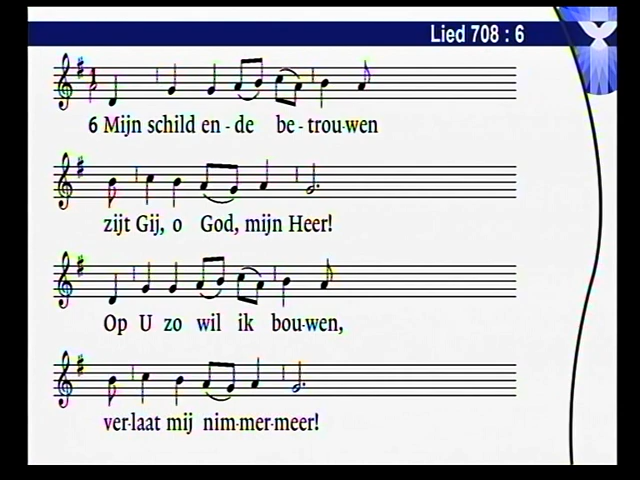 Lied 708 : 6
6 Mijn schild en - de be - trou-wen
zijt Gij, o God, mijn Heer!
Op U zo wil ik bou-wen,
ver-laat mij nim-mer-meer!